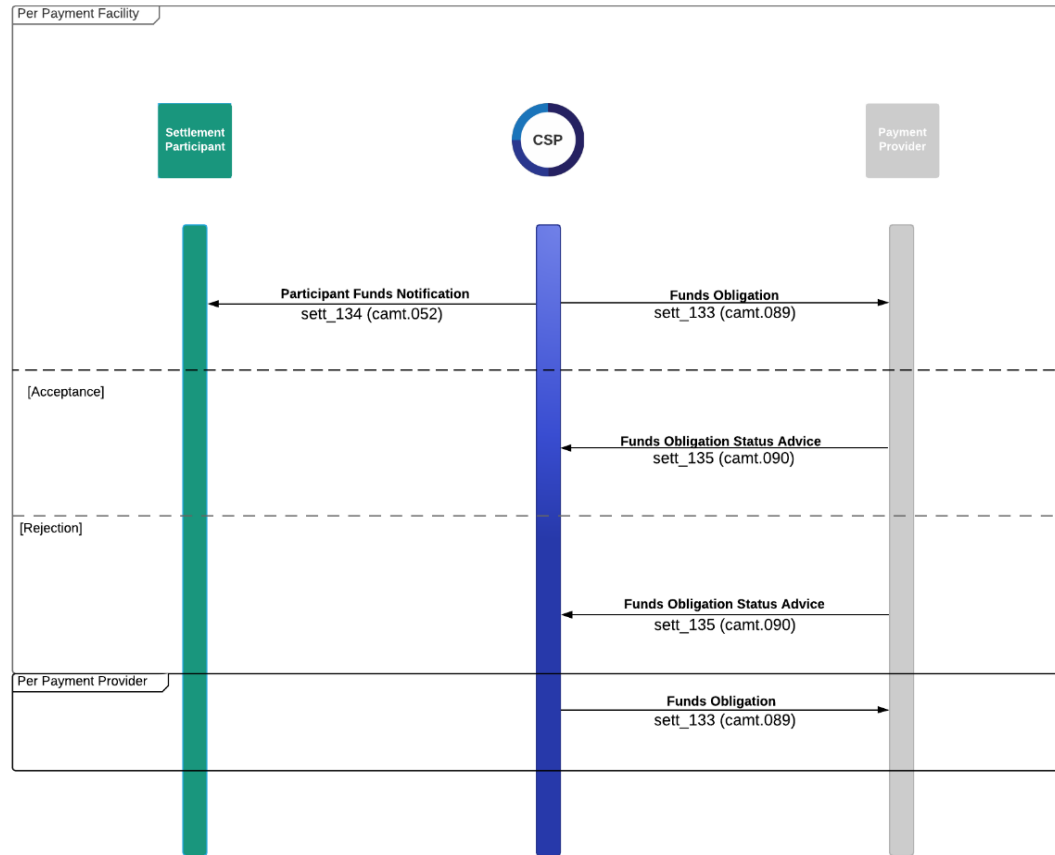 Per Payment Facility
Settlement
Participant
CSP
Payment
Provider
Participant Funds Notification
sett_134 (camt.052)
Funds Obligation
sett_133 (camt.089)
[Acceptance]
Funds Obligation Status Advice
sett_135 (camt.090)
[Rejection]
Funds Obligation Status Advice
sett_135 (camt.090)
Per Payment Provider
Funds Obligation
sett_133 (camt.089)